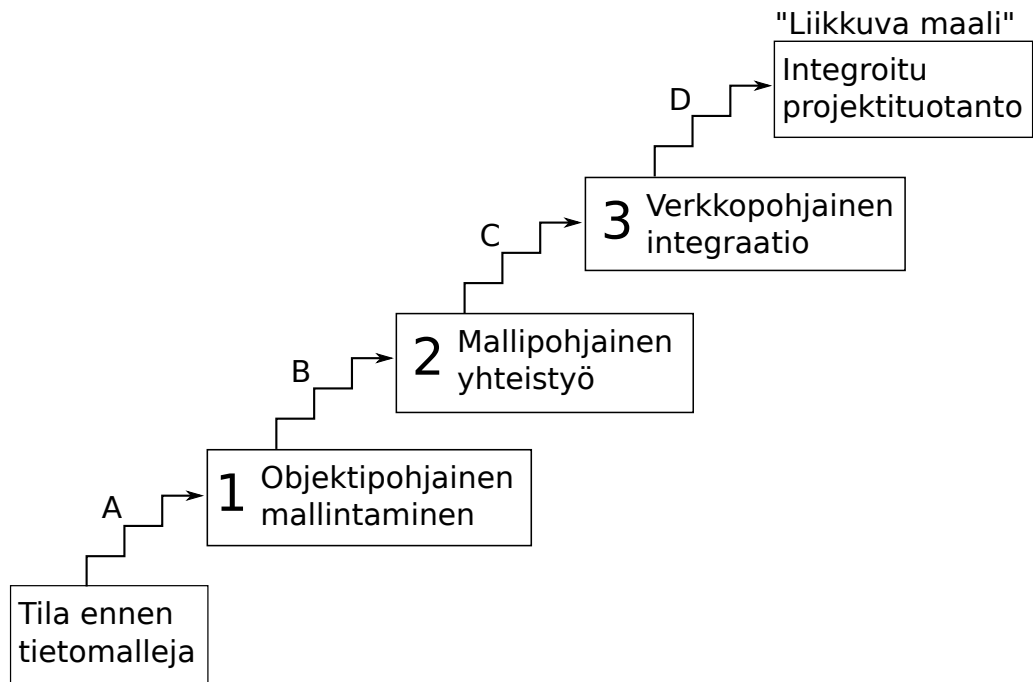 "Liikkuva maali"
Integroitu
projektituotanto
D
3 Verkkopohjainen
integraatio
C
2 Mallipohjainen
yhteistyö
B
1 Objektipohjainen
mallintaminen
A
Tila ennen
tietomalleja